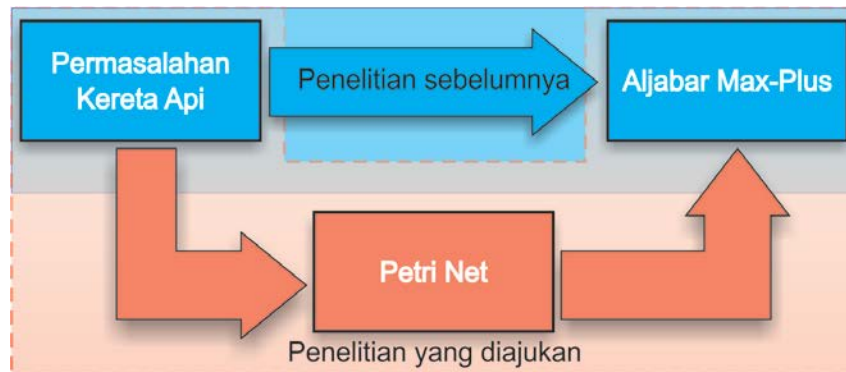 Permasalahan
Kereta Api
Penelitian sebelumnya
Aljabar Max-Plus
Petri Net
Penelitian yang diajukan